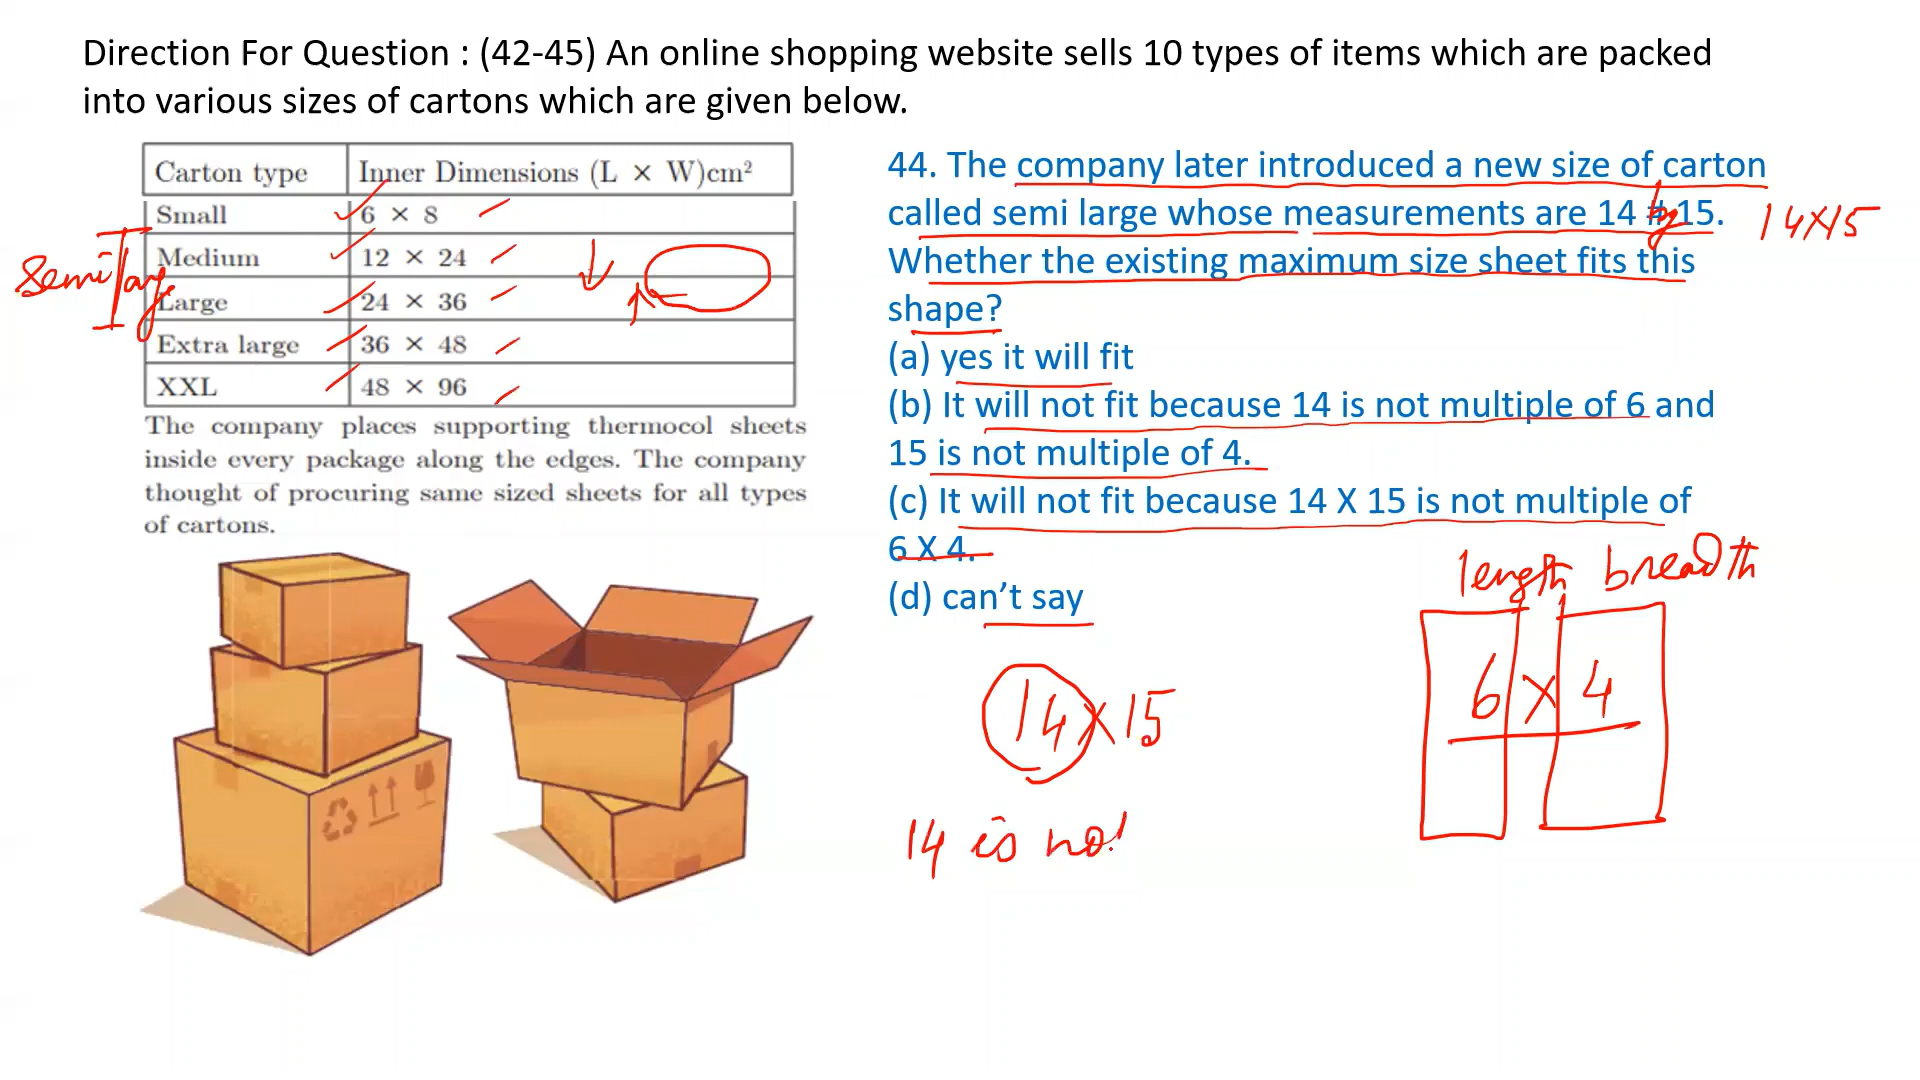 Direction For Question : (42-45) An online shopping website sells 10 types of items which are packed
into various sizes of cartons which are given below.
Carton type Inner Dimensions (L × W)cm²
Small 6 × 8
Medium 12 × 24
Large 24 × 36
Extra large 36 × 48
XXL 48 × 96
Semi
The company places supporting thermocol sheets
inside every package along the edges. The company
thought of procuring same sized sheets for all types
of cartons.
44. The company later introduced a new size of carton
called semi large whose measurements are 14 by 15. 14×15
Whether the existing maximum size sheet fits this
shape?
(a) yes it will fit
(b) It will not fit because 14 is not multiple of 6 and
15 is not multiple of 4.
(c) It will not fit because 14 X 15 is not multiple of
6 X 4.
(d) can't say
length breadth
6 × 4
14×15
14 is not